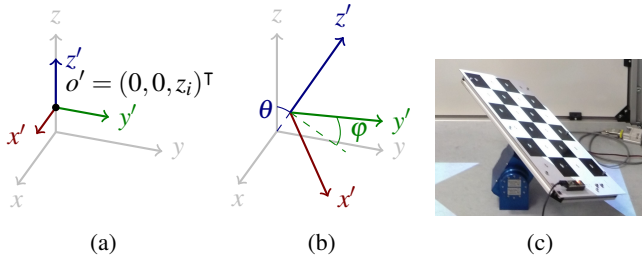 z
z′
o′ = (0, 0, z_i)ᵀ
y′
x′
y
x
(a)
z
z′
θ
y′
φ
y
x
x′
(b)
(c)